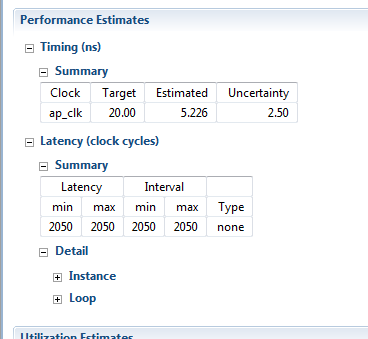 Performance Estimates
Timing (ns)
Summary
Clock Target Estimated Uncertainty
ap_clk 20.00 5.226 2.50
Latency (clock cycles)
Summary
Latency Interval
min max min max Type
2050 2050 2050 2050 none
Detail
Instance
Loop
Utilization Estimates